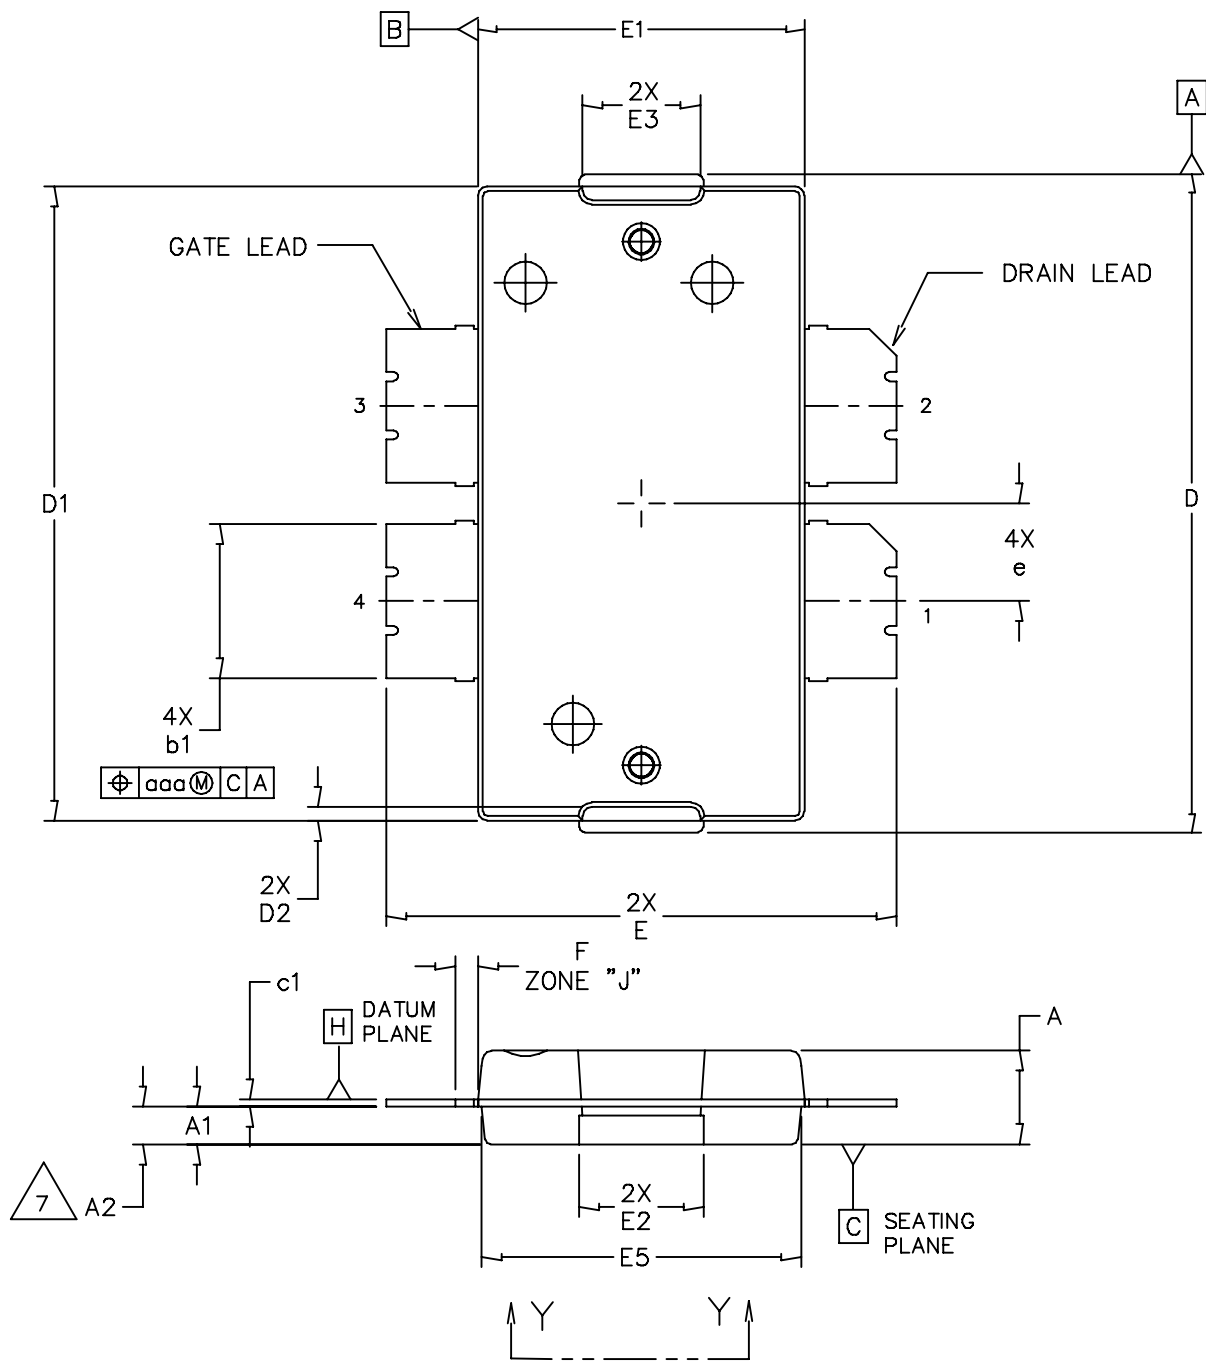 B
E1
2X
E3
A
GATE LEAD
DRAIN LEAD
3
2
D1
D
4X
e
4
1
4X
b1
aaa Ⓜ C A
2X
D2
2X
E
F
ZONE "J"
c1
H
DATUM
PLANE
A
A1
7
A2
2X
E2
C
SEATING
PLANE
E5
Y
Y